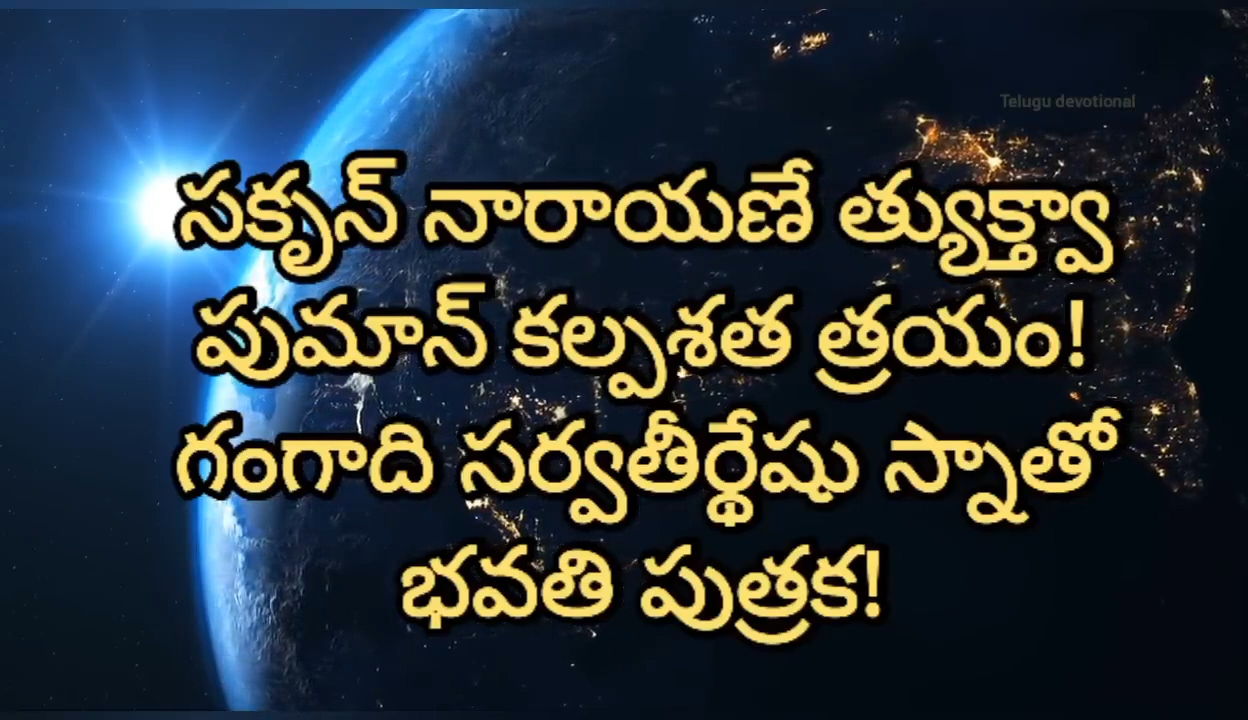 Telugu devotional
సకృన్ నారాయణే త్యుక్త్వా
పుమాన్ కల్పశత త్రయం!
గంగాది సర్వతీర్థేషు స్నాతో
భవతి పుత్రక!